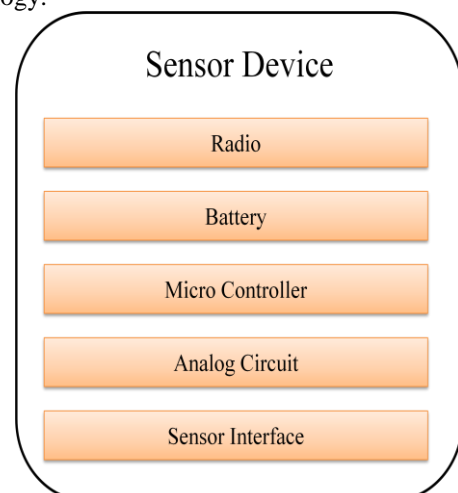 ogy.
Sensor Device
Radio
Battery
Micro Controller
Analog Circuit
Sensor Interface